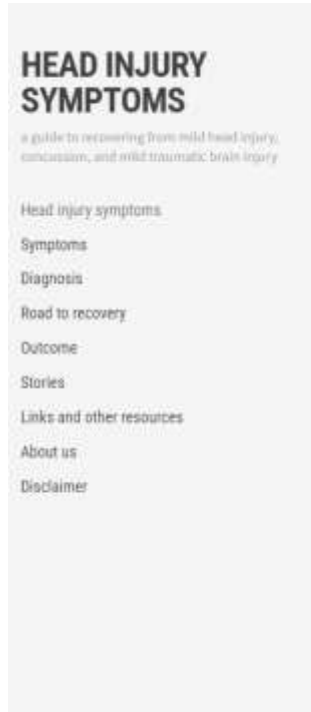 HEAD INJURY
SYMPTOMS
a guide to recovering from mild head injury,
concussion, and mild traumatic brain injury
Head injury symptoms
Symptoms
Diagnosis
Road to recovery
Outcome
Stories
Links and other resources
About us
Disclaimer